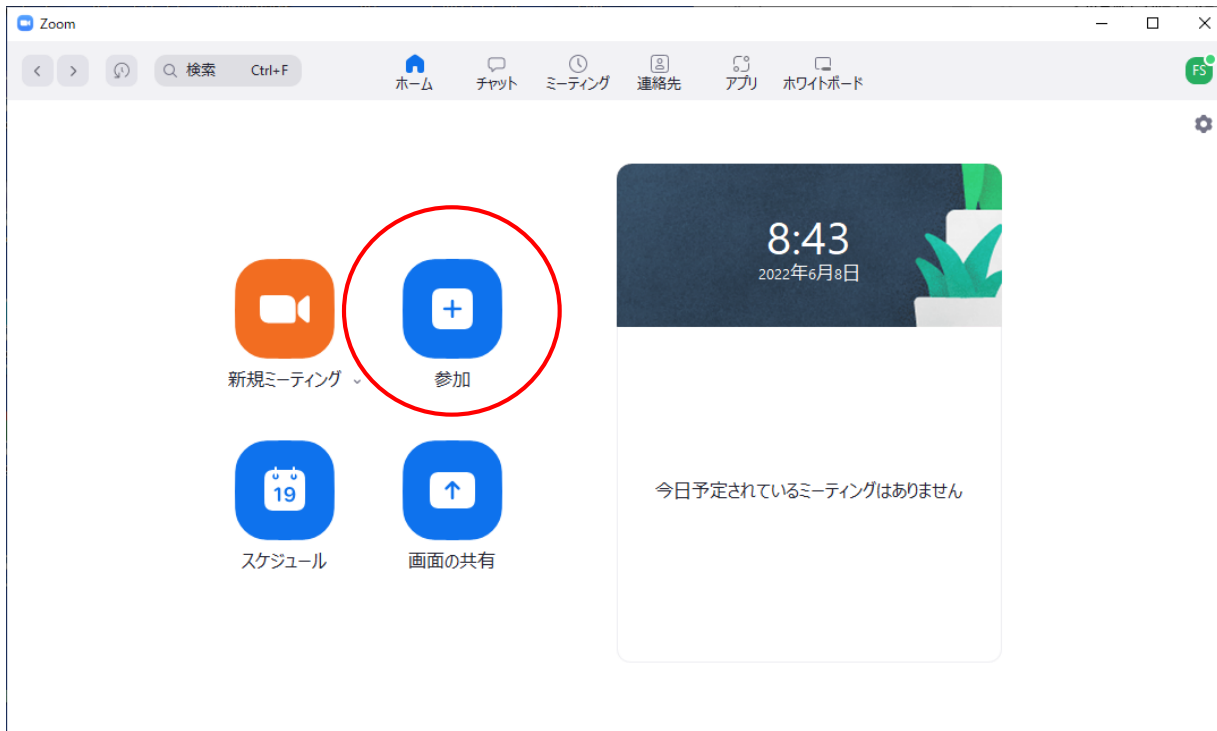 Zoom
検索 Ctrl+F
ホーム チャット ミーティング 連絡先 アプリ ホワイトボード
FS
8:43
2022年6月8日
新規ミーティング 参加
19
スケジュール 画面の共有
今日予定されているミーティングはありません